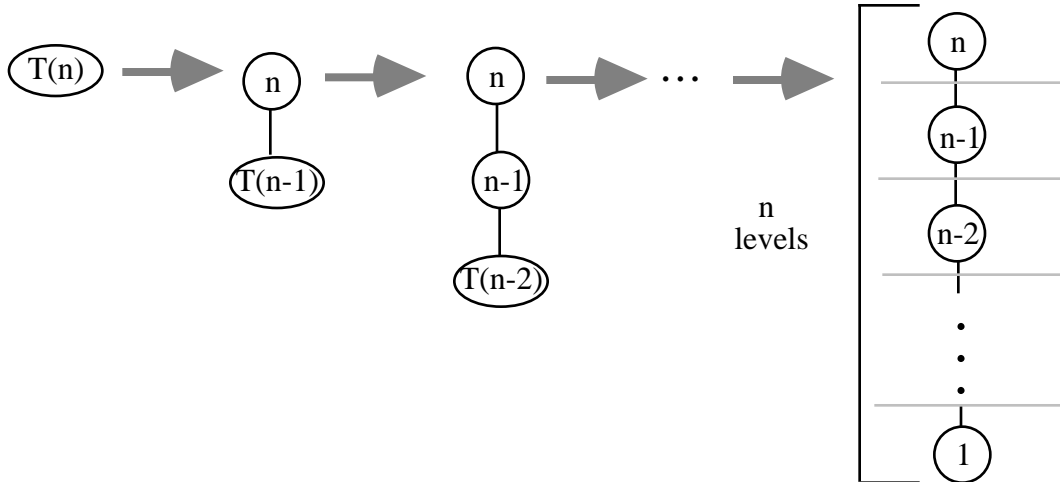 T(n)
n
T(n-1)
n
n-1
T(n-2)
...
n
levels
n
n-1
n-2
1